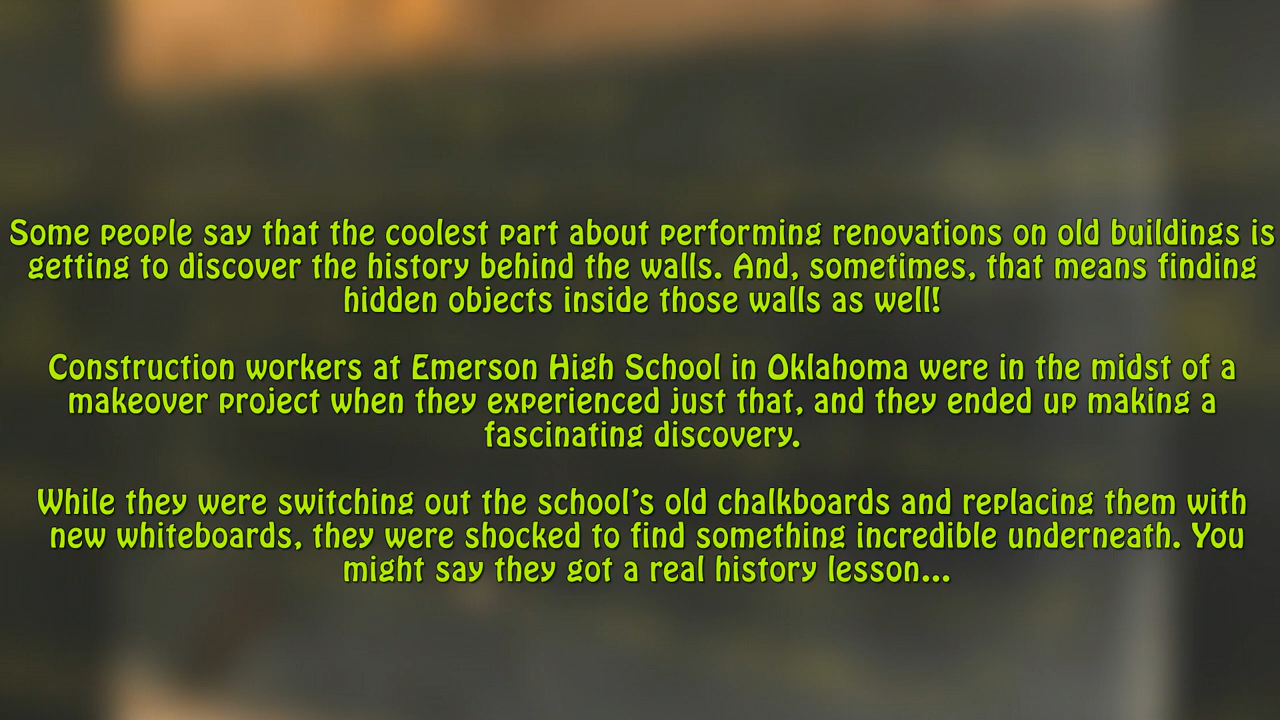 Some people say that the coolest part about performing renovations on old buildings is
getting to discover the history behind the walls. And, sometimes, that means finding
hidden objects inside those walls as well!
Construction workers at Emerson High School in Oklahoma were in the midst of a
makeover project when they experienced just that, and they ended up making a
fascinating discovery.
While they were switching out the school’s old chalkboards and replacing them with
new whiteboards, they were shocked to find something incredible underneath. You
might say they got a real history lesson...